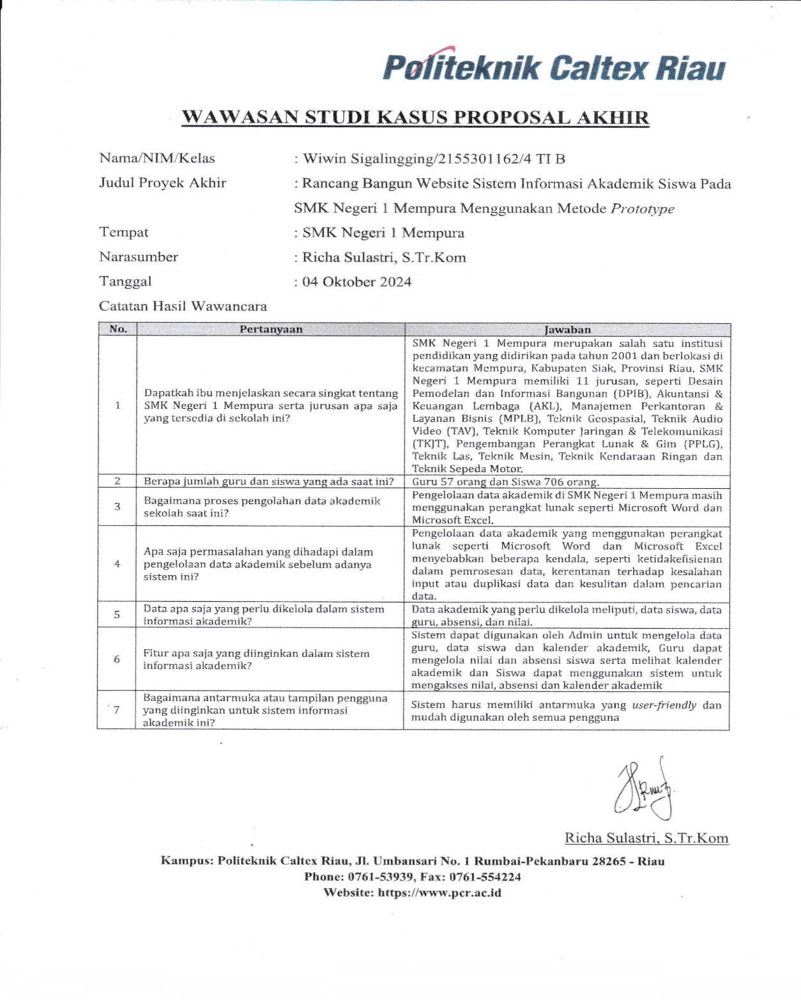 Politeknik Caltex Riau
WAWASAN STUDI KASUS PROPOSAL AKHIR
Nama/NIM/Kelas : Wiwin Sigalingging/2155301162/4 TI B
Judul Proyek Akhir : Rancang Bangun Website Sistem Informasi Akademik Siswa Pada
SMK Negeri 1 Mempura Menggunakan Metode Prototype
Tempat : SMK Negeri 1 Mempura
Narasumber : Richa Sulastri, S.Tr.Kom
Tanggal : 04 Oktober 2024
Catatan Hasil Wawancara
No. Pertanyaan Jawaban
1
Dapatkah ibu menjelaskan secara singkat tentang
SMK Negeri 1 Mempura serta jurusan apa saja
yang tersedia di sekolah ini?
SMK Negeri 1 Mempura merupakan salah satu institusi
pendidikan yang didirikan pada tahun 2001 dan berlokasi di
kecamatan Mempura, Kabupaten Siak, Provinsi Riau. SMK
Negeri 1 Mempura memiliki 11 jurusan, seperti Desain
Pemodelan dan Informasi Bangunan (DPIB), Akuntansi &
Keuangan Lembaga (AKL), Manajemen Perkantoran &
Layanan Bisnis (MPLB), Teknik Geospasial, Teknik Audio
Video (TAV), Teknik Komputer Jaringan & Telekomunikasi
(TKJT), Pengembangan Perangkat Lunak & Gim (PPLG),
Teknik Las, Teknik Mesin, Teknik Kendaraan Ringan dan
Teknik Sepeda Motor.
2 Berapa jumlah guru dan siswa yang ada saat ini? Guru 57 orang dan Siswa 706 orang.
3
Bagaimana proses pengolahan data akademik
sekolah saat ini?
Pengelolaan data akademik di SMK Negeri 1 Mempura masih
menggunakan perangkat lunak seperti Microsoft Word dan
Microsoft Excel.
4
Apa saja permasalahan yang dihadapi dalam
pengelolaan data akademik sebelum adanya
sistem ini?
Pengelolaan data akademik yang menggunakan perangkat
lunak seperti Microsoft Word dan Microsoft Excel
menyebabkan beberapa kendala, seperti ketidakefisienan
dalam pemrosesan data, kerentanan terhadap kesalahan
input atau duplikasi data dan kesulitan dalam pencarian
data.
5
Data apa saja yang perlu dikelola dalam sistem
informasi akademik?
Data akademik yang perlu dikelola meliputi, data siswa, data
guru, absensi, dan nilai.
6
Fitur apa saja yang diinginkan dalam sistem
informasi akademik?
Sistem dapat digunakan oleh Admin untuk mengelola data
guru, data siswa dan kalender akademik, Guru dapat
mengelola nilai dan absensi siswa serta melihat kalender
akademik dan Siswa dapat menggunakan sistem untuk
mengakses nilai, absensi dan kalender akademik
7
Bagaimana antarmuka atau tampilan pengguna
yang diinginkan untuk sistem informasi
akademik ini?
Sistem harus memiliki antarmuka yang user-friendly dan
mudah digunakan oleh semua pengguna
Richa Sulastri, S.Tr.Kom
Kampus: Politeknik Caltex Riau, Jl. Umbansari No. 1 Rumbai-Pekanbaru 28265 - Riau
Phone: 0761-53939, Fax: 0761-554224
Website: https://www.pcr.ac.id